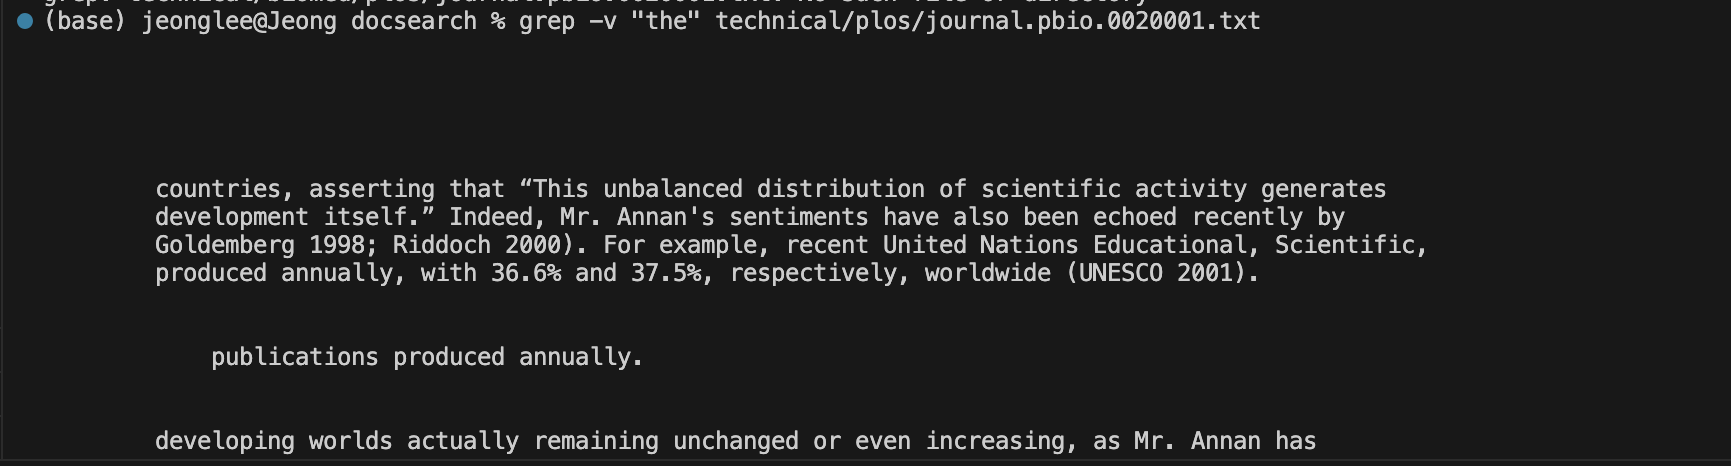 (base) jeonglee@Jeong docsearch % grep -v "the" technical/plos/journal.pbio.0020001.txt
countries, asserting that “This unbalanced distribution of scientific activity generates
development itself.” Indeed, Mr. Annan's sentiments have also been echoed recently by
Goldemberg 1998; Riddoch 2000). For example, recent United Nations Educational, Scientific,
produced annually, with 36.6% and 37.5%, respectively, worldwide (UNESCO 2001).
publications produced annually.
developing worlds actually remaining unchanged or even increasing, as Mr. Annan has